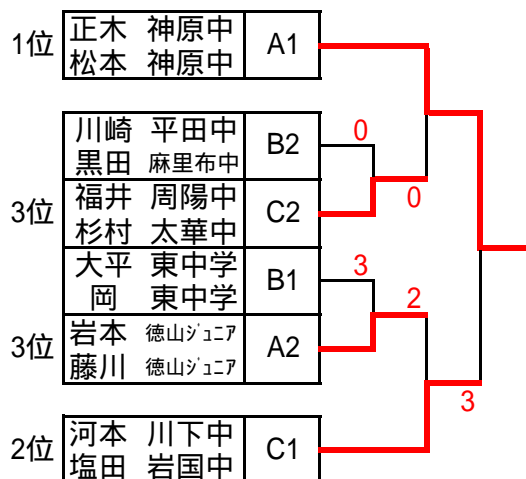 1位 正木 神原中 A1
松本 神原中
川崎 平田中 B2 0
黒田 麻里布中
3位 福井 周陽中 C2 0
杉村 太華中
大平 東中学 B1 3
岡 東中学 2
3位 岩本 徳山ｼﾞｭﾆｱ A2
藤川 徳山ｼﾞｭﾆｱ
3
2位 河本 川下中 C1
塩田 岩国中